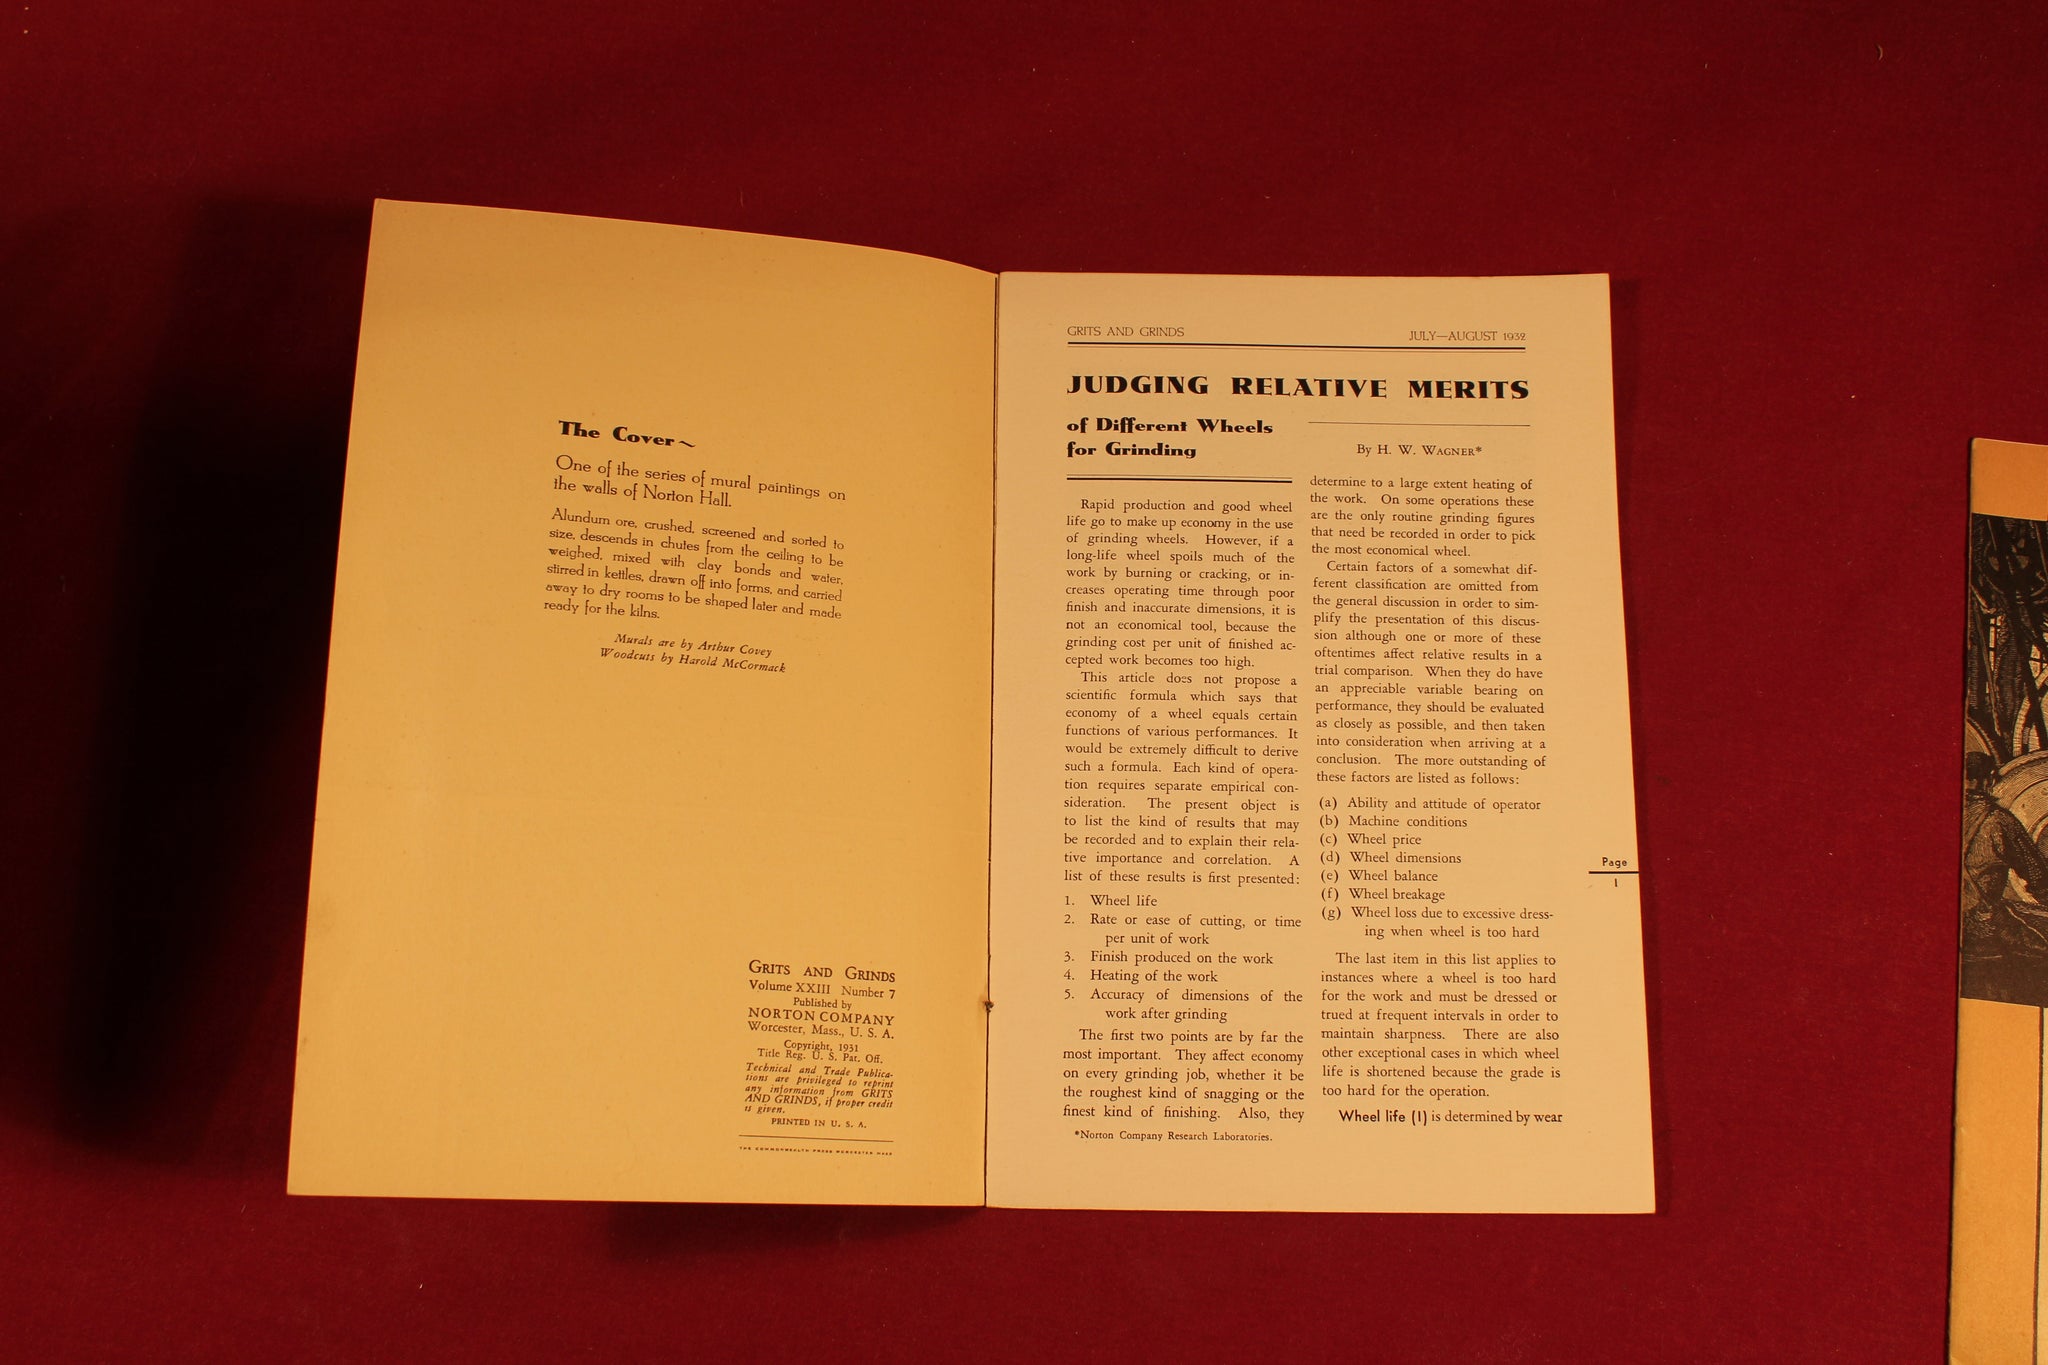 The Cover~
One of the series of mural paintings on
the walls of Norton Hall.
Alundum ore, crushed, screened and sorted to
size, descends in chutes from the ceiling to be
weighed, mixed with clay bonds and water,
stirred in kettles, drawn off into forms, and carried
away to dry rooms to be shaped later and made
ready for the kilns.
Murals are by Arthur Covey
Woodcuts by Harold McCormack
GRITS AND GRINDS
Volume XXIII Number 7
Published by
NORTON COMPANY
Worcester, Mass., U. S. A.
Copyright, 1931
Title Reg. U. S. Pat. Off.
Technical and Trade Publica-
tions are privileged to reprint
any information from GRITS
AND GRINDS, if proper credit
is given.
PRINTED IN U. S. A.
THE COMMONWEALTH PRESS WORCESTER MASS
GRITS AND GRINDS JULY—AUGUST 1932
JUDGING RELATIVE MERITS
of Different Wheels
for Grinding
By H. W. WAGNER*
Rapid production and good wheel
life go to make up economy in the use
of grinding wheels. However, if a
long-life wheel spoils much of the
work by burning or cracking, or in-
creases operating time through poor
finish and inaccurate dimensions, it is
not an economical tool, because the
grinding cost per unit of finished ac-
cepted work becomes too high.
This article does not propose a
scientific formula which says that
economy of a wheel equals certain
functions of various performances. It
would be extremely difficult to derive
such a formula. Each kind of opera-
tion requires separate empirical con-
sideration. The present object is
to list the kind of results that may
be recorded and to explain their rela-
tive importance and correlation. A
list of these results is first presented:
1. Wheel life
2. Rate or ease of cutting, or time
per unit of work
3. Finish produced on the work
4. Heating of the work
5. Accuracy of dimensions of the
work after grinding
The first two points are by far the
most important. They affect economy
on every grinding job, whether it be
the roughest kind of snagging or the
finest kind of finishing. Also, they
*Norton Company Research Laboratories.
determine to a large extent heating of
the work. On some operations these
are the only routine grinding figures
that need be recorded in order to pick
the most economical wheel.
Certain factors of a somewhat dif-
ferent classification are omitted from
the general discussion in order to sim-
plify the presentation of this discus-
sion although one or more of these
oftentimes affect relative results in a
trial comparison. When they do have
an appreciable variable bearing on
performance, they should be evaluated
as closely as possible, and then taken
into consideration when arriving at a
conclusion. The more outstanding of
these factors are listed as follows:
(a) Ability and attitude of operator
(b) Machine conditions
(c) Wheel price
(d) Wheel dimensions
(e) Wheel balance
(f) Wheel breakage
(g) Wheel loss due to excessive dress-
ing when wheel is too hard
The last item in this list applies to
instances where a wheel is too hard
for the work and must be dressed or
trued at frequent intervals in order to
maintain sharpness. There are also
other exceptional cases in which wheel
life is shortened because the grade is
too hard for the operation.
Wheel life (1) is determined by wear
Page
1